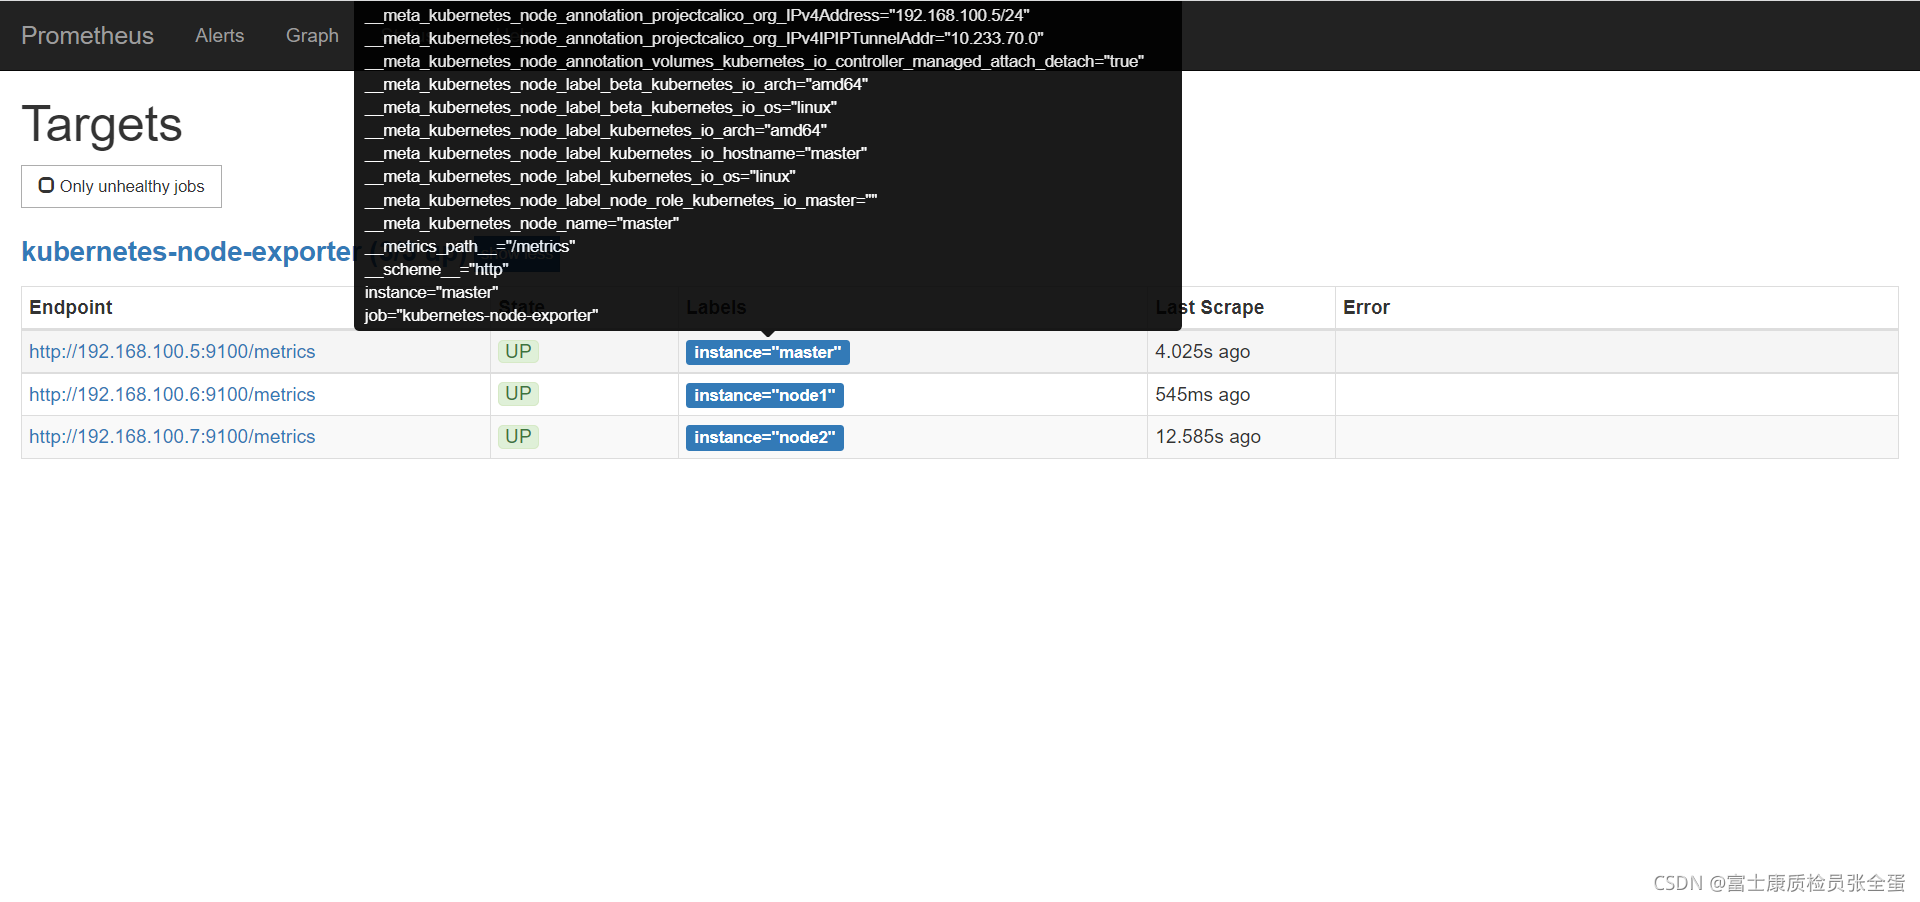 Prometheus Alerts Graph
__meta_kubernetes_node_annotation_projectcalico_org_IPv4Address="192.168.100.5/24"
__meta_kubernetes_node_annotation_projectcalico_org_IPv4IPIPTunnelAddr="10.233.70.0"
__meta_kubernetes_node_annotation_volumes_kubernetes_io_controller_managed_attach_detach="true"
__meta_kubernetes_node_label_beta_kubernetes_io_arch="amd64"
__meta_kubernetes_node_label_beta_kubernetes_io_os="linux"
__meta_kubernetes_node_label_kubernetes_io_arch="amd64"
__meta_kubernetes_node_label_kubernetes_io_hostname="master"
__meta_kubernetes_node_label_kubernetes_io_os="linux"
__meta_kubernetes_node_label_node_role_kubernetes_io_master=""
__meta_kubernetes_node_name="master"
__metrics_path__="/metrics"
__scheme__="http"
instance="master"
job="kubernetes-node-exporter"
Targets
Only unhealthy jobs
kubernetes-node-exporter
Endpoint State Labels Last Scrape Error
http://192.168.100.5:9100/metrics UP instance="master" 4.025s ago
http://192.168.100.6:9100/metrics UP instance="node1" 545ms ago
http://192.168.100.7:9100/metrics UP instance="node2" 12.585s ago
CSDN @富士康质检员张全蛋